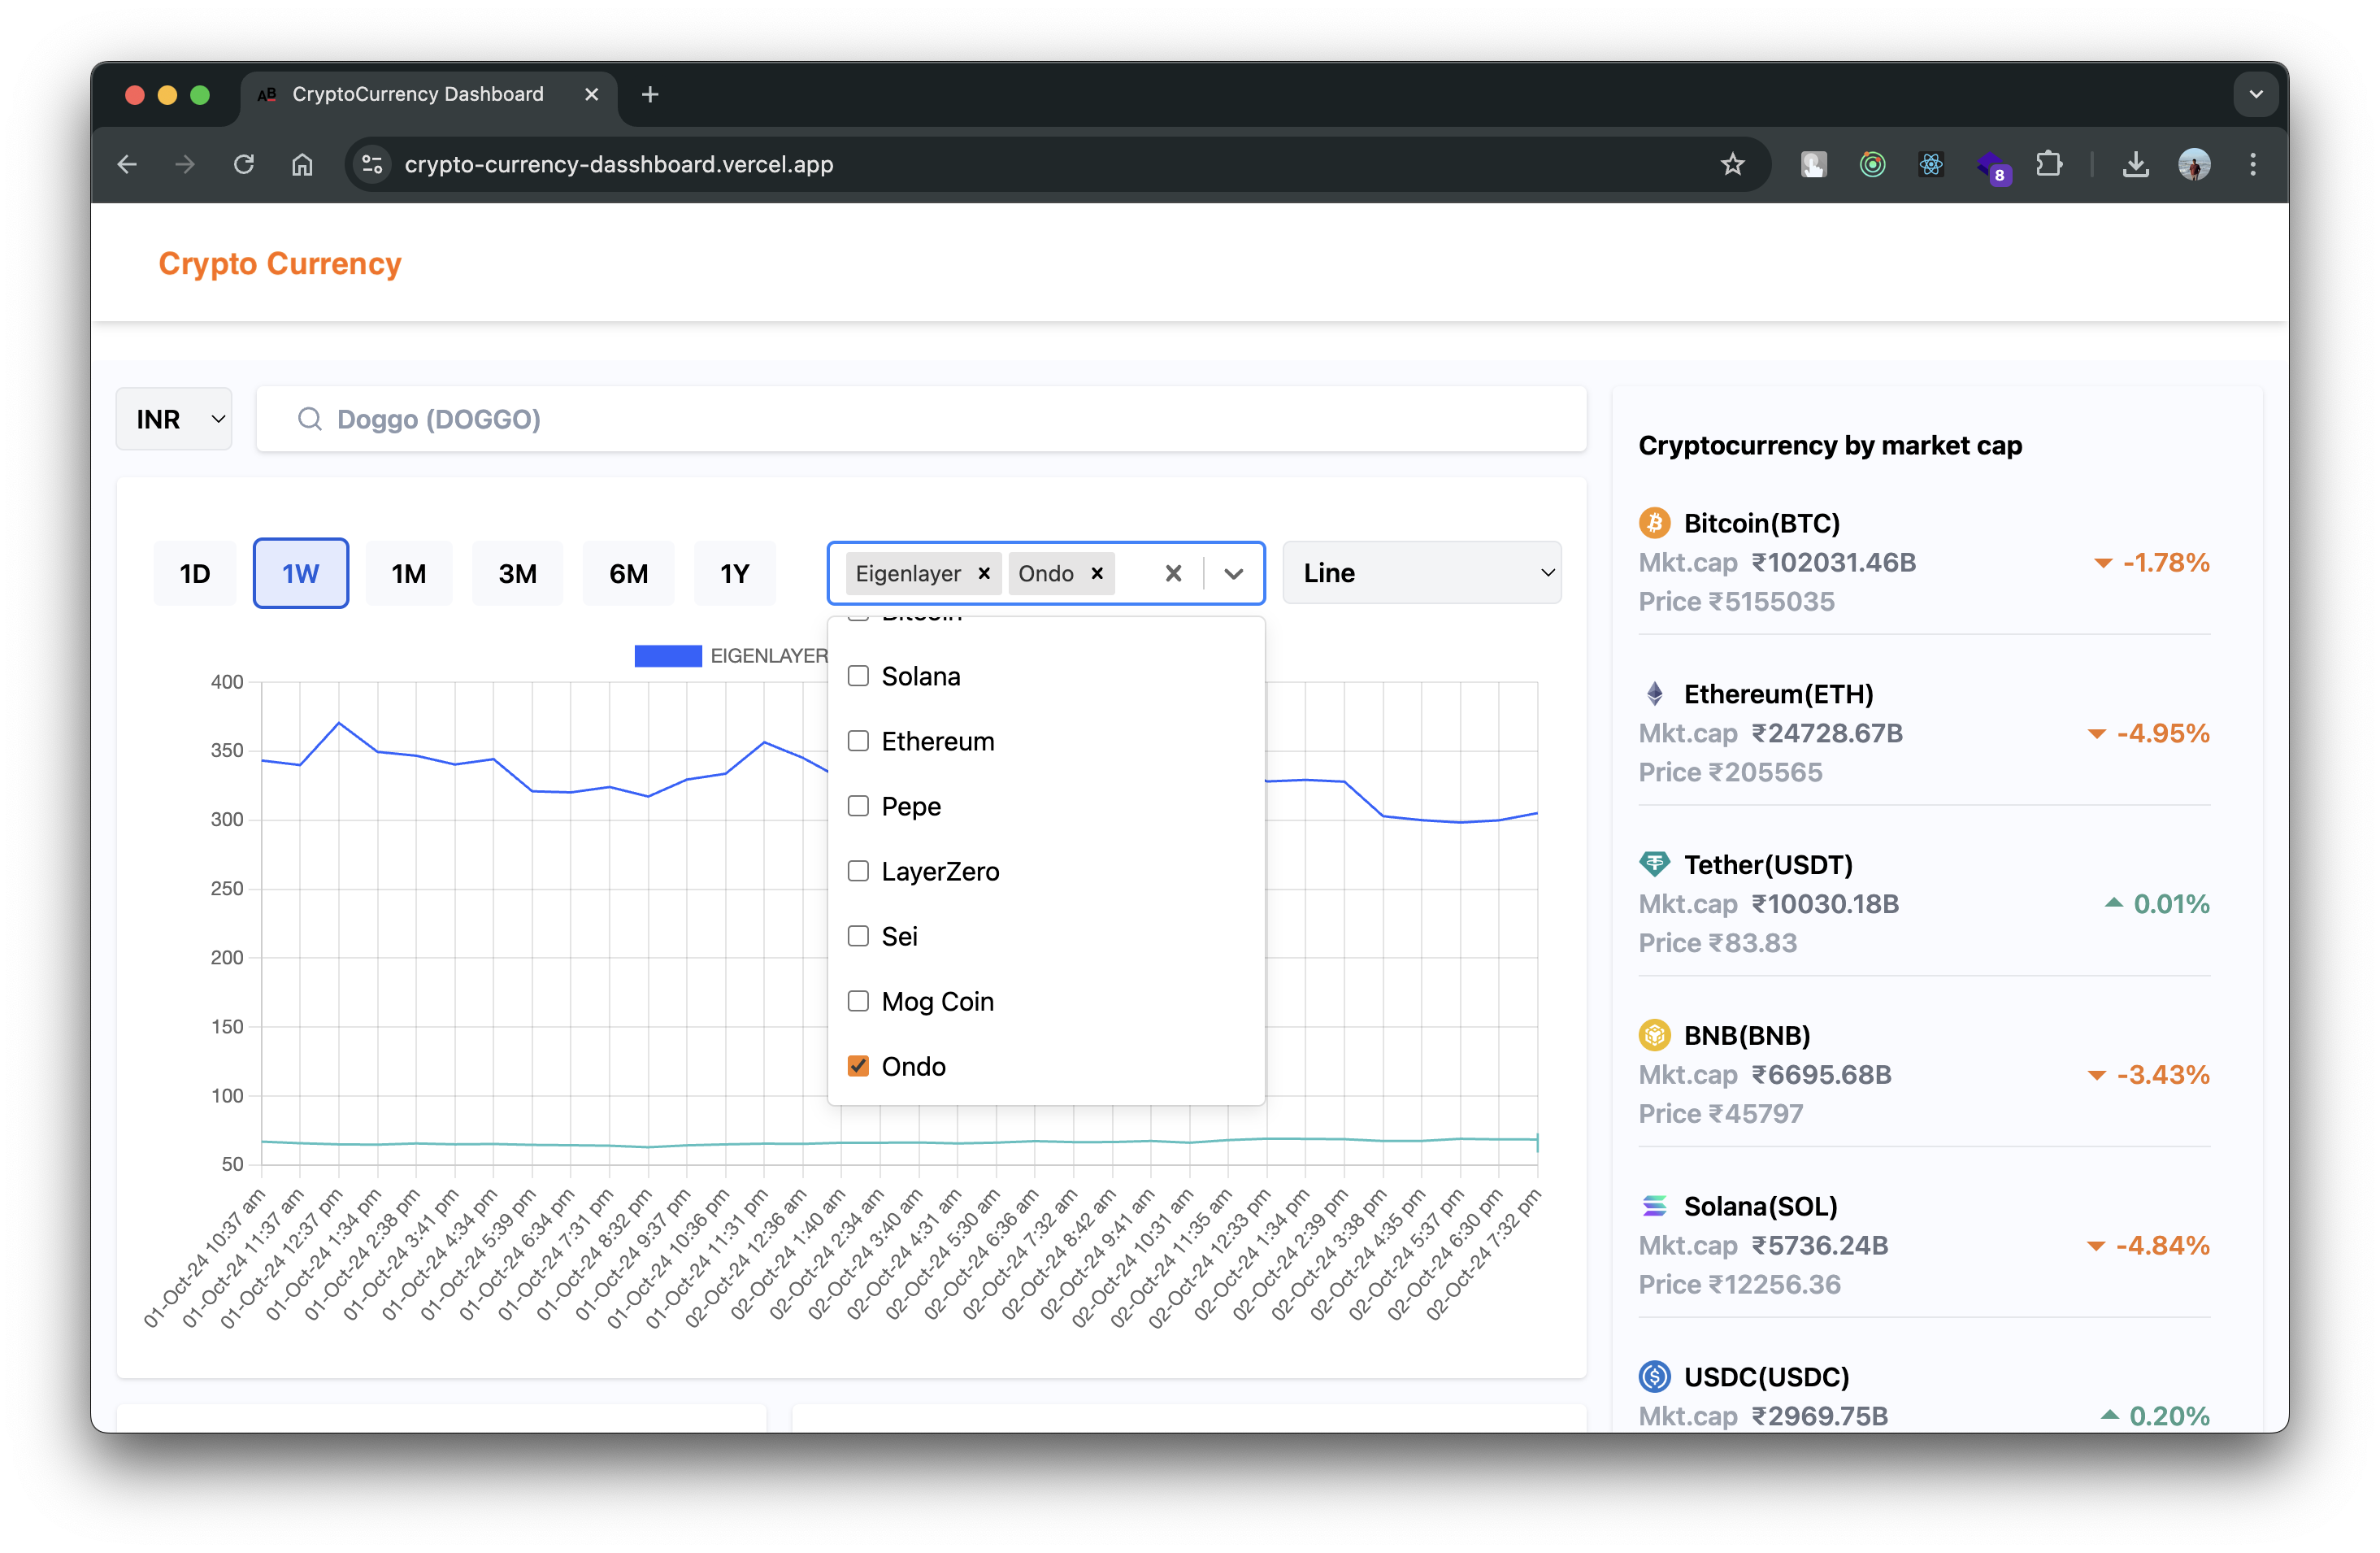 AB CryptoCurrency Dashboard
crypto-currency-dasshboard.vercel.app
8
Crypto Currency
INR
Doggo (DOGGO)
1D 1W 1M 3M 6M 1Y
Eigenlayer Ondo
Line
EIGENLAYER
Bitcoin
Solana
Ethereum
Pepe
LayerZero
Sei
Mog Coin
Ondo
400
350
300
250
200
150
100
50
01-Oct-24 10:37 am
01-Oct-24 11:37 am
01-Oct-24 12:37 pm
01-Oct-24 1:34 pm
01-Oct-24 2:38 pm
01-Oct-24 3:41 pm
01-Oct-24 4:34 pm
01-Oct-24 5:39 pm
01-Oct-24 6:34 pm
01-Oct-24 7:31 pm
01-Oct-24 8:32 pm
01-Oct-24 9:37 pm
01-Oct-24 10:36 pm
01-Oct-24 11:31 pm
02-Oct-24 12:36 am
02-Oct-24 1:40 am
02-Oct-24 2:34 am
02-Oct-24 3:40 am
02-Oct-24 4:31 am
02-Oct-24 5:30 am
02-Oct-24 6:36 am
02-Oct-24 7:32 am
02-Oct-24 8:42 am
02-Oct-24 9:41 am
02-Oct-24 10:31 am
02-Oct-24 11:35 am
02-Oct-24 12:33 pm
02-Oct-24 1:34 pm
02-Oct-24 2:39 pm
02-Oct-24 3:38 pm
02-Oct-24 4:35 pm
02-Oct-24 5:37 pm
02-Oct-24 6:30 pm
02-Oct-24 7:32 pm
Cryptocurrency by market cap
Bitcoin(BTC)
Mkt.cap ₹102031.46B -1.78%
Price ₹5155035
Ethereum(ETH)
Mkt.cap ₹24728.67B -4.95%
Price ₹205565
Tether(USDT)
Mkt.cap ₹10030.18B 0.01%
Price ₹83.83
BNB(BNB)
Mkt.cap ₹6695.68B -3.43%
Price ₹45797
Solana(SOL)
Mkt.cap ₹5736.24B -4.84%
Price ₹12256.36
USDC(USDC)
Mkt.cap ₹2969.75B 0.20%